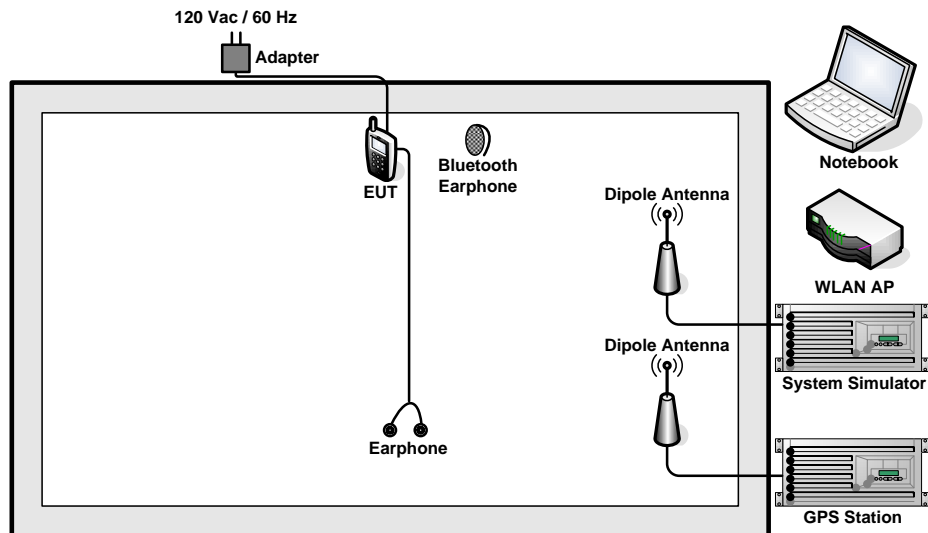 120 Vac / 60 Hz
Adapter
EUT
Bluetooth
Earphone
Notebook
Dipole Antenna
WLAN AP
Dipole Antenna
System Simulator
Earphone
GPS Station